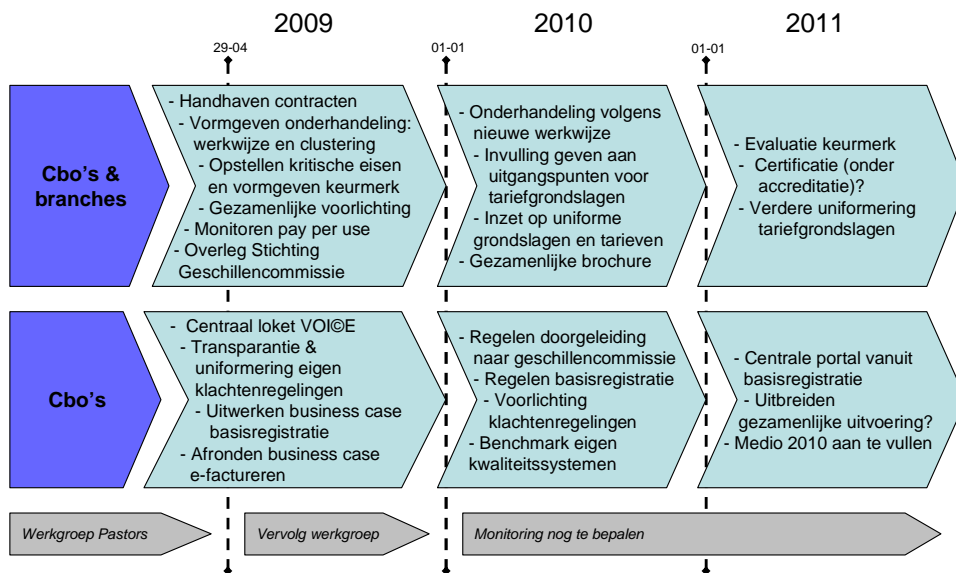 2009
2010
2011
29-04
01-01
01-01
Cbo's &
branches
- Handhaven contracten
- Vormgeven onderhandeling:
werkwijze en clustering
- Opstellen kritische eisen
en vormgeven keurmerk
- Gezamenlijke voorlichting
- Monitoren pay per use
- Overleg Stichting
Geschillencommissie
- Onderhandeling volgens
nieuwe werkwijze
- Invulling geven aan
uitgangspunten voor
tariefgrondslagen
- Inzet op uniforme
grondslagen en tarieven
- Gezamenlijke brochure
- Evaluatie keurmerk
- Certificatie (onder
accreditatie)?
- Verdere uniformering
tariefgrondslagen
Cbo's
- Centraal loket VOI©E
- Transparantie &
uniformering eigen
klachtenregelingen
- Uitwerken business case
basisregistratie
- Afronden business case
e-factureren
- Regelen doorgeleiding
naar geschillencommissie
- Regelen basisregistratie
- Voorlichting
klachtenregelingen
- Benchmark eigen
kwaliteitssystemen
- Centrale portal vanuit
basisregistratie
- Uitbreiden
gezamenlijke uitvoering?
- Medio 2010 aan te vullen
Werkgroep Pastors
Vervolg werkgroep
Monitoring nog te bepalen